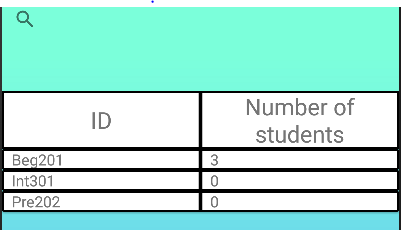 ID
Number of
students
Beg201
3
Int301
0
Pre202
0